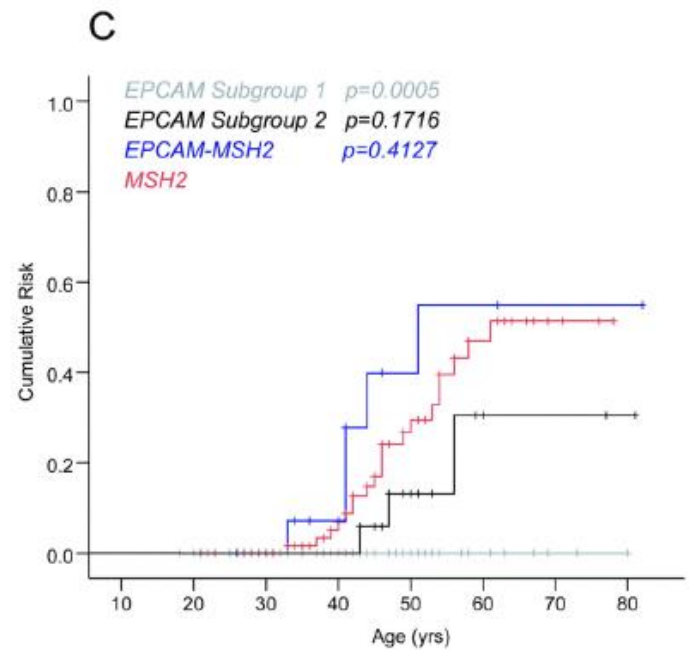 C
EPCAM Subgroup 1 p=0.0005
EPCAM Subgroup 2 p=0.1716
EPCAM-MSH2 p=0.4127
MSH2
1.0
0.8
0.6
0.4
0.2
0.0
Cumulative Risk
10 20 30 40 50 60 70 80
Age (yrs)